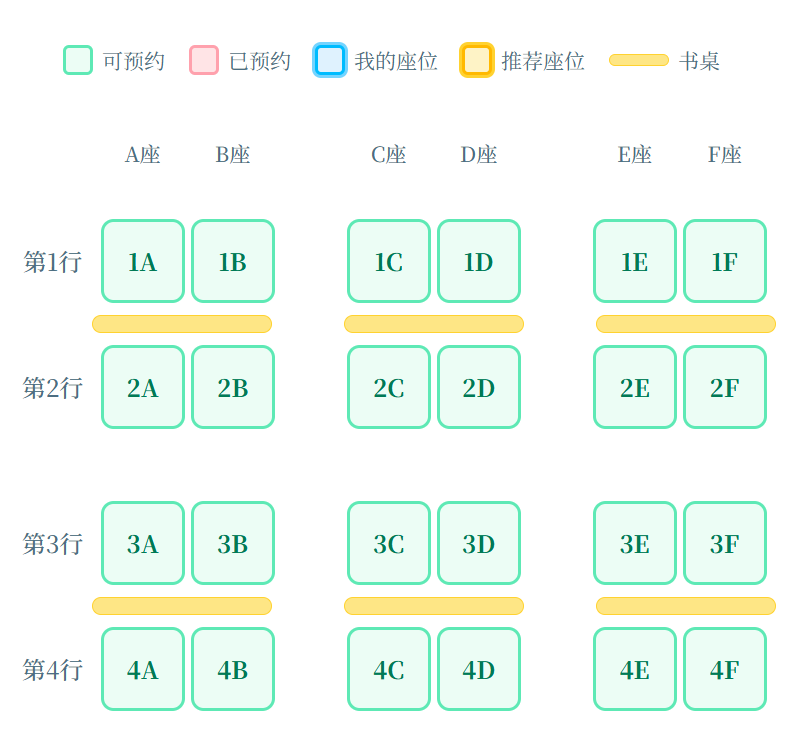 可预约 已预约 我的座位 推荐座位 书桌
A座 B座 C座 D座 E座 F座
第1行 1A 1B 1C 1D 1E 1F
第2行 2A 2B 2C 2D 2E 2F
第3行 3A 3B 3C 3D 3E 3F
第4行 4A 4B 4C 4D 4E 4F